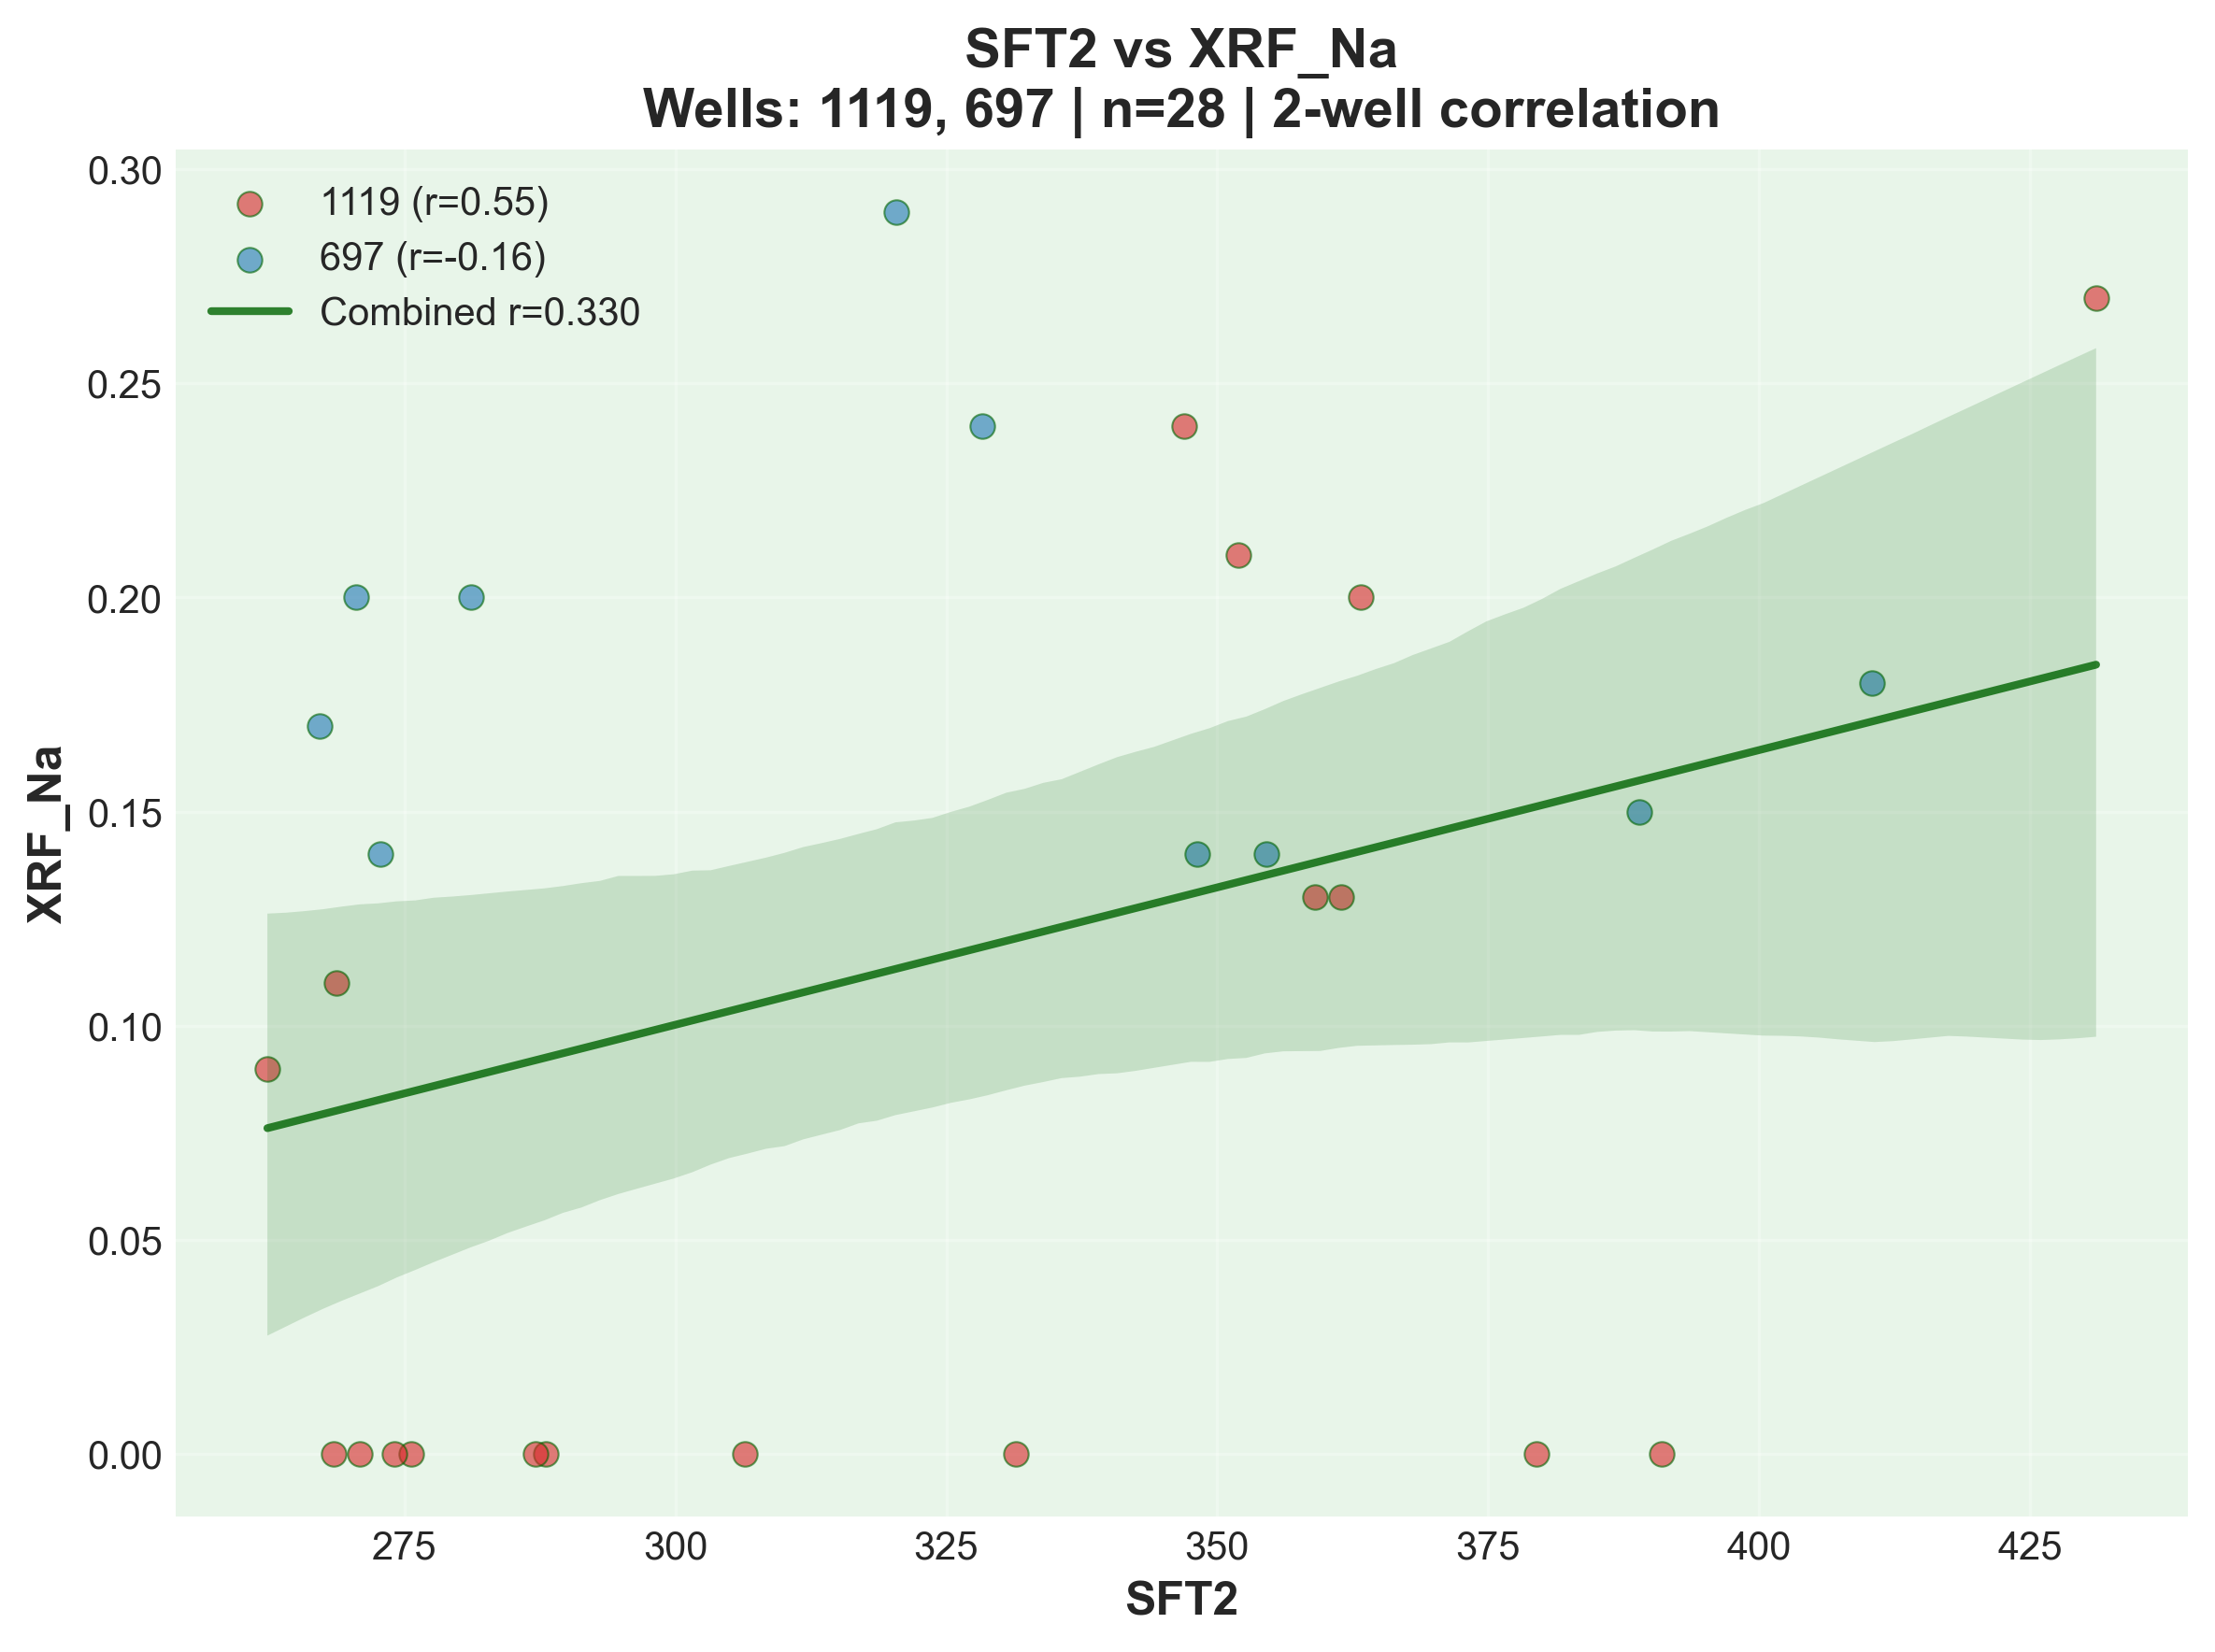 SFT2 vs XRF_Na
Wells: 1119, 697 | n=28 | 2-well correlation
1119 (r=0.55)
697 (r=-0.16)
Combined r=0.330
XRF_Na
0.30
0.25
0.20
0.15
0.10
0.05
0.00
275
300
325
350
375
400
425
SFT2